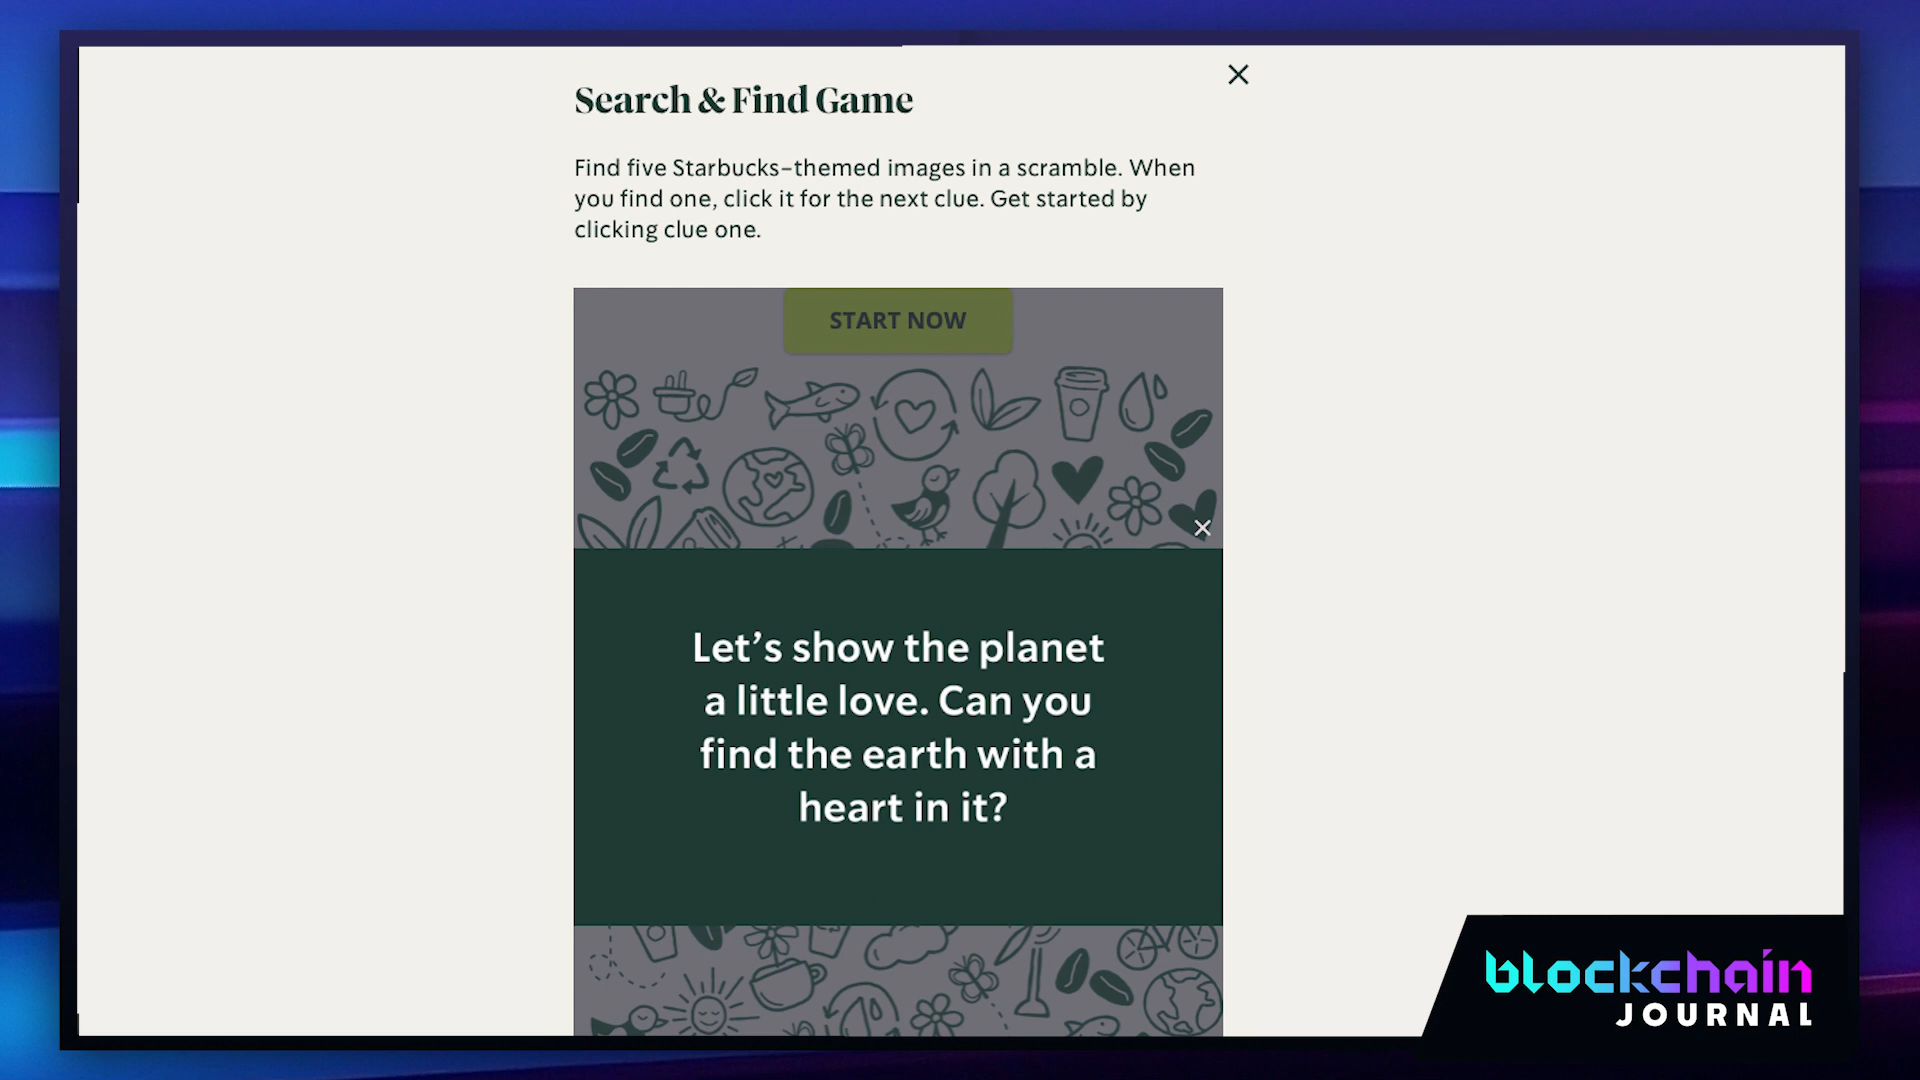 Search & Find Game
Find five Starbucks-themed images in a scramble. When
you find one, click it for the next clue. Get started by
clicking clue one.
START NOW
Let's show the planet
a little love. Can you
find the earth with a
heart in it?
blockchain
JOURNAL